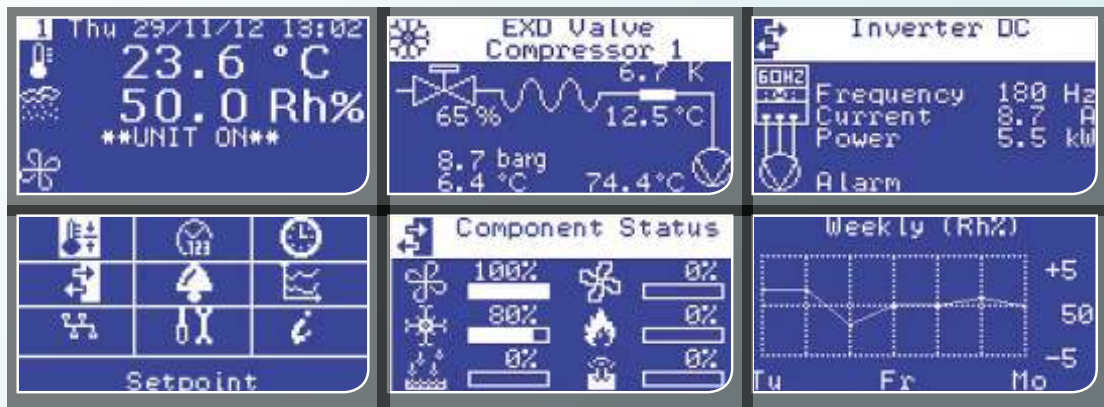 1 Thu 29/11/12 13:02
23.6 °C
50.0 Rh%
**UNIT ON**
EXD Valve
Compressor 1
6.7 K
65% 12.5°C
8.7 barg
6.4 °C 74.4°C
Inverter DC
60HZ
Frequency 180 Hz
Current 8.7 A
Power 5.5 kW
Alarm
123
i
Setpoint
Component Status
100% 0%
80% 0%
0% 0%
Weekly (Rh%)
+5
50
-5
Tu Fr Mo